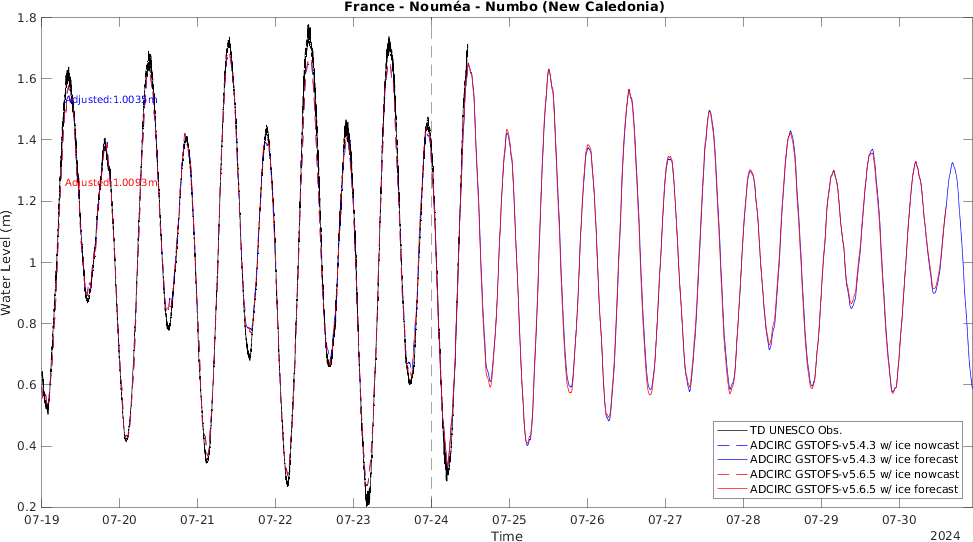 France - Nouméa - Numbo (New Caledonia)
1.8
1.6
1.4
1.2
1
0.8
0.6
0.4
0.2
Water Level (m)
Adjusted:1.0035m
Adjusted:1.0093m
TD UNESCO Obs.
ADCIRC GSTOFS-v5.4.3 w/ ice nowcast
ADCIRC GSTOFS-v5.4.3 w/ ice forecast
ADCIRC GSTOFS-v5.6.5 w/ ice nowcast
ADCIRC GSTOFS-v5.6.5 w/ ice forecast
07-19 07-20 07-21 07-22 07-23 07-24 07-25 07-26 07-27 07-28 07-29 07-30
Time
2024